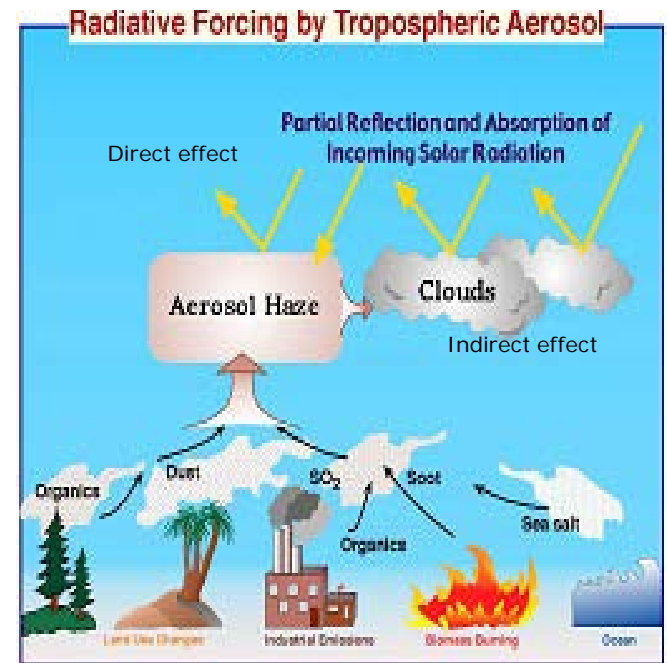 Radiative Forcing by Tropospheric Aerosol
Partial Reflection and Absorption of
Incoming Solar Radiation
Direct effect
Aerosol Haze
Clouds
Indirect effect
Organics
Dust
SO2
Soot
Sea salt
Organics
Land Use Changes
Industrial Emissions
Biomass Burning
Ocean